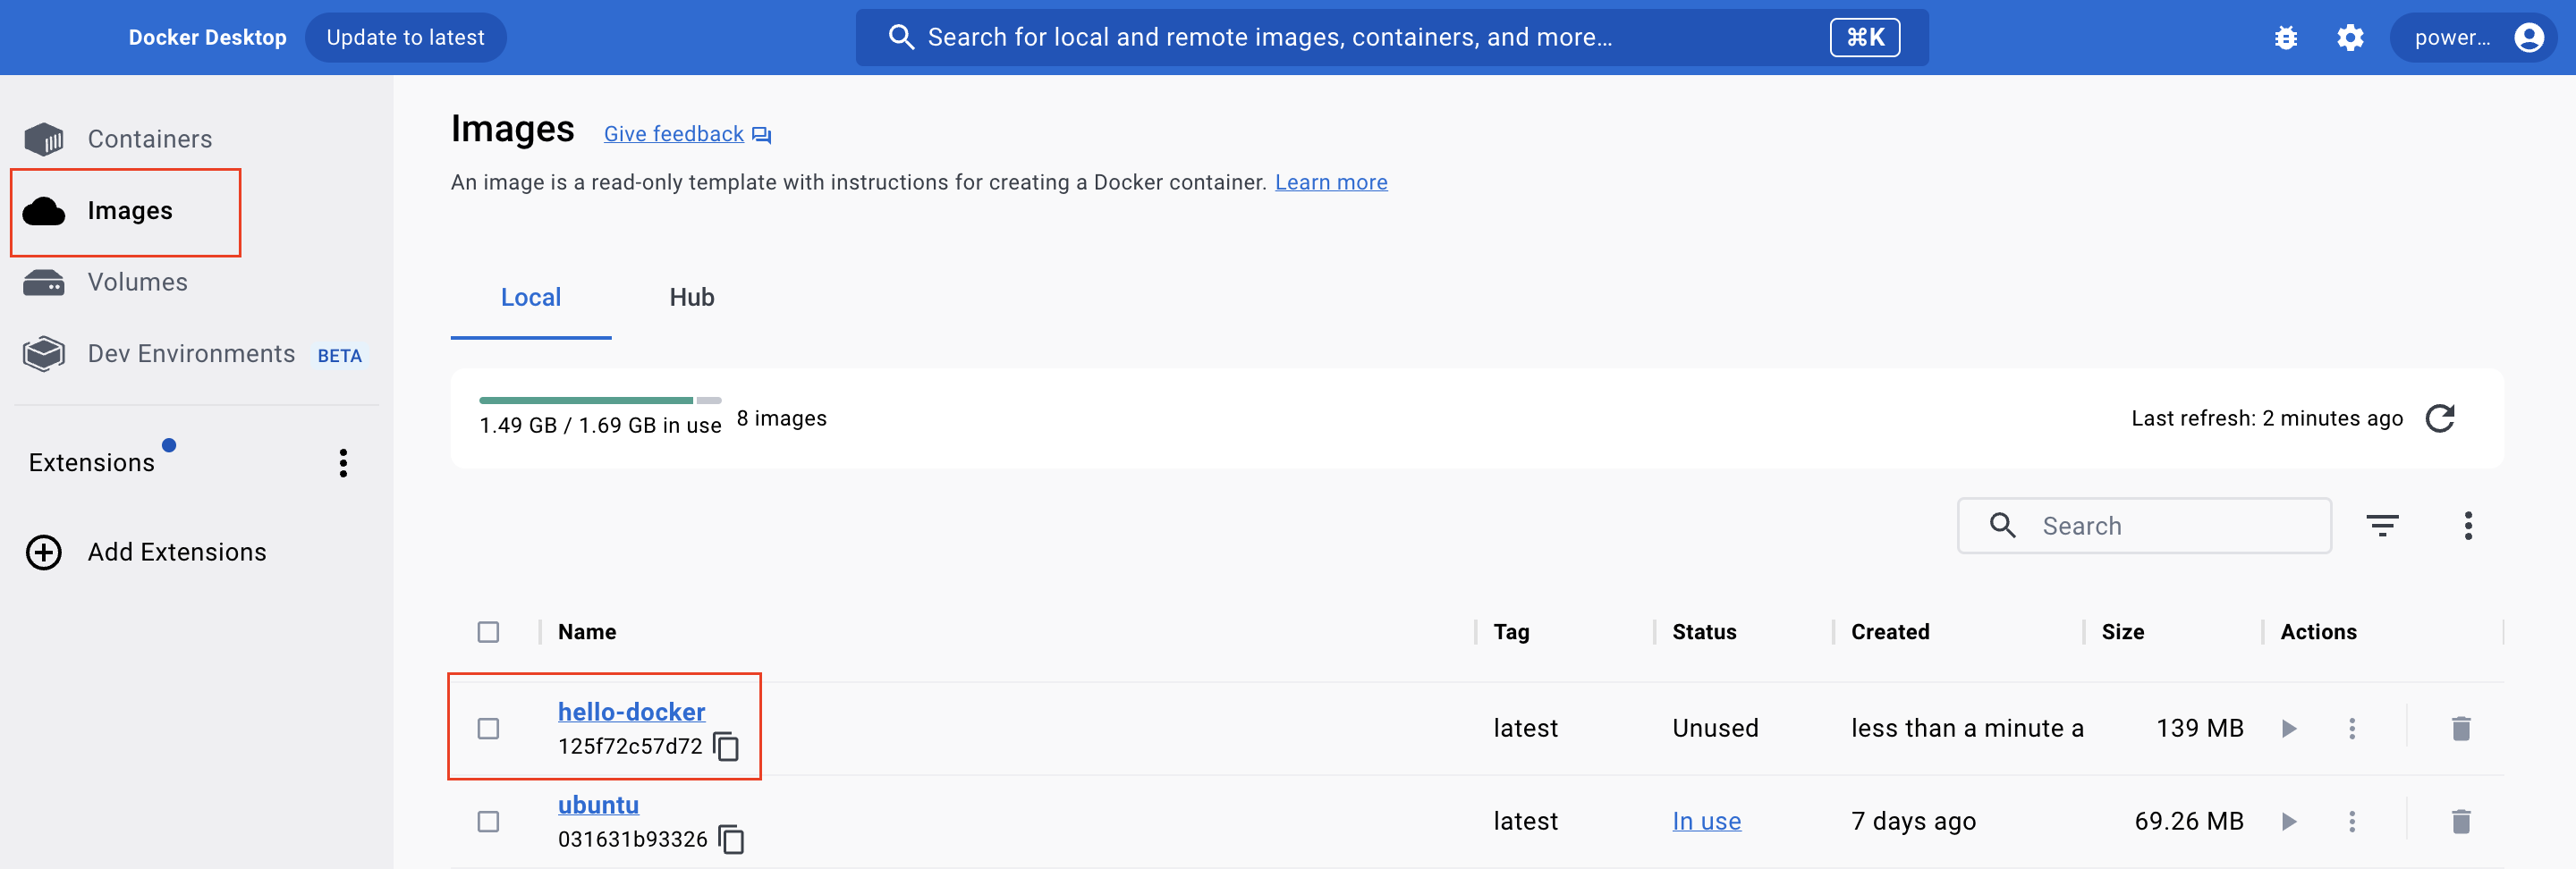 Docker Desktop
Update to latest
Search for local and remote images, containers, and more...
⌘K
power...
Containers
Images
Volumes
Dev Environments BETA
Extensions
Add Extensions
Images
Give feedback
An image is a read-only template with instructions for creating a Docker container. Learn more
Local
Hub
1.49 GB / 1.69 GB in use
8 images
Last refresh: 2 minutes ago
Search
Name
Tag
Status
Created
Size
Actions
hello-docker
125f72c57d72
latest
Unused
less than a minute a
139 MB
ubuntu
031631b93326
latest
In use
7 days ago
69.26 MB